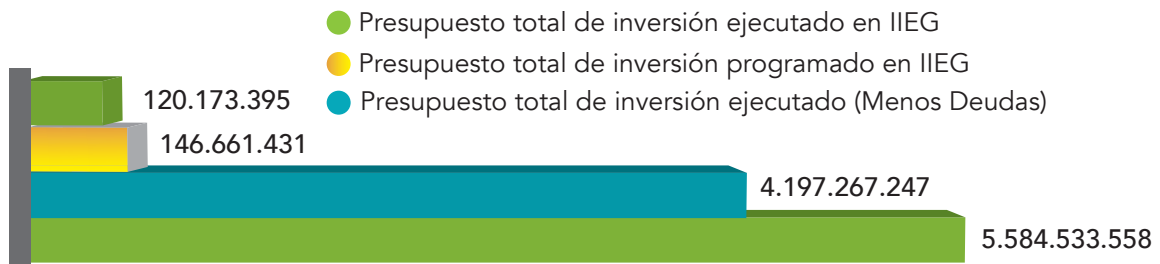 Presupuesto total de inversión ejecutado en IIEG
Presupuesto total de inversión programado en IIEG
Presupuesto total de inversión ejecutado (Menos Deudas)
120.173.395
146.661.431
4.197.267.247
5.584.533.558